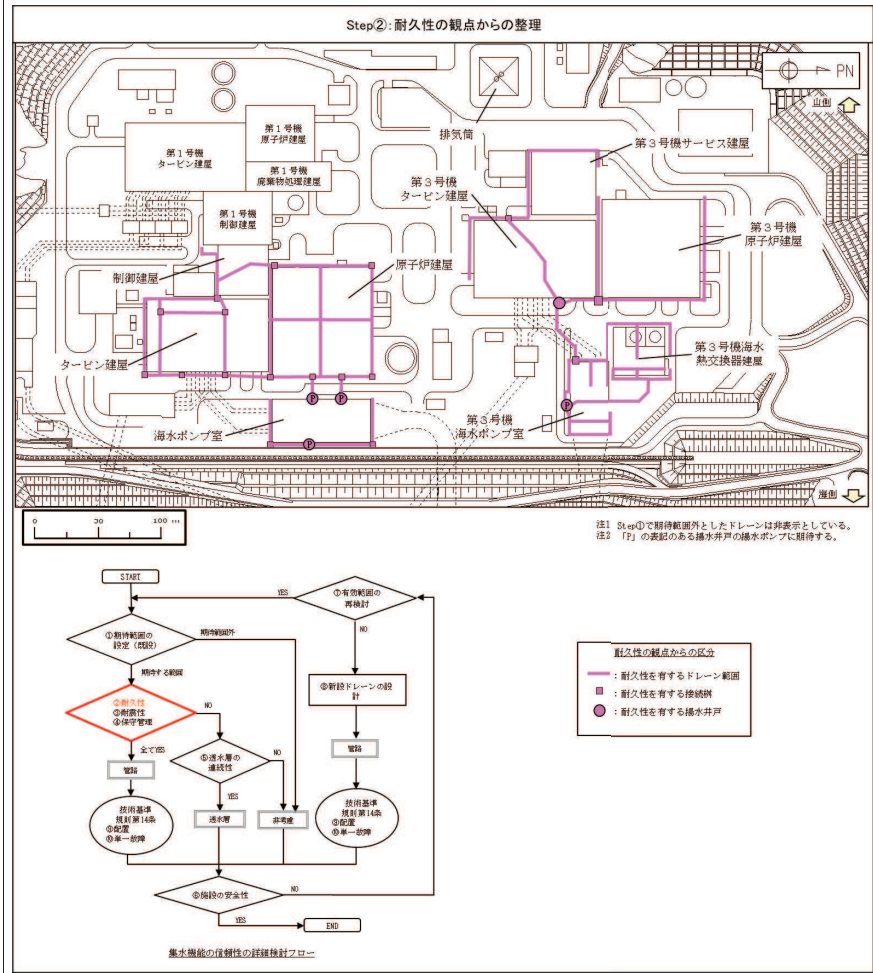 Step②:耐久性の観点からの整理
PN
山側
排気筒
第1号機
タービン建屋
第1号機
原子炉建屋
第1号機
廃棄物処理建屋
第1号機
制御建屋
第3号機サービス建屋
第3号機
タービン建屋
第3号機
原子炉建屋
制御建屋
原子炉建屋
タービン建屋
第3号機海水
熱交換器建屋
海水ポンプ室
第3号機
海水ポンプ室
P
P
P
P
海側
0 50 100 m
注1 Step①で期待範囲外としたドレーンは非表示としている。
注2 「P」の表記のある揚水井戸の揚水ポンプに期待する。
START
YES
⑦有効範囲の
再検討
①期待範囲の
設定(既設)
期待範囲外
NO
期待する範囲
②耐久性
③耐震性
④保守管理
NO
⑧新設ドレーンの設
計
全てYES
⑤透水層の
連続性
NO
管路
管路
YES
技術基準
規則第14条
⑨配置
⑩単一故障
透水層
非考慮
技術基準
規則第14条
⑨配置
⑩単一故障
⑥施設の安全性
NO
YES
END
集水機能の信頼性の詳細検討フロー
耐久性の観点からの区分
:耐久性を有するドレーン範囲
:耐久性を有する接続桝
:耐久性を有する揚水井戸